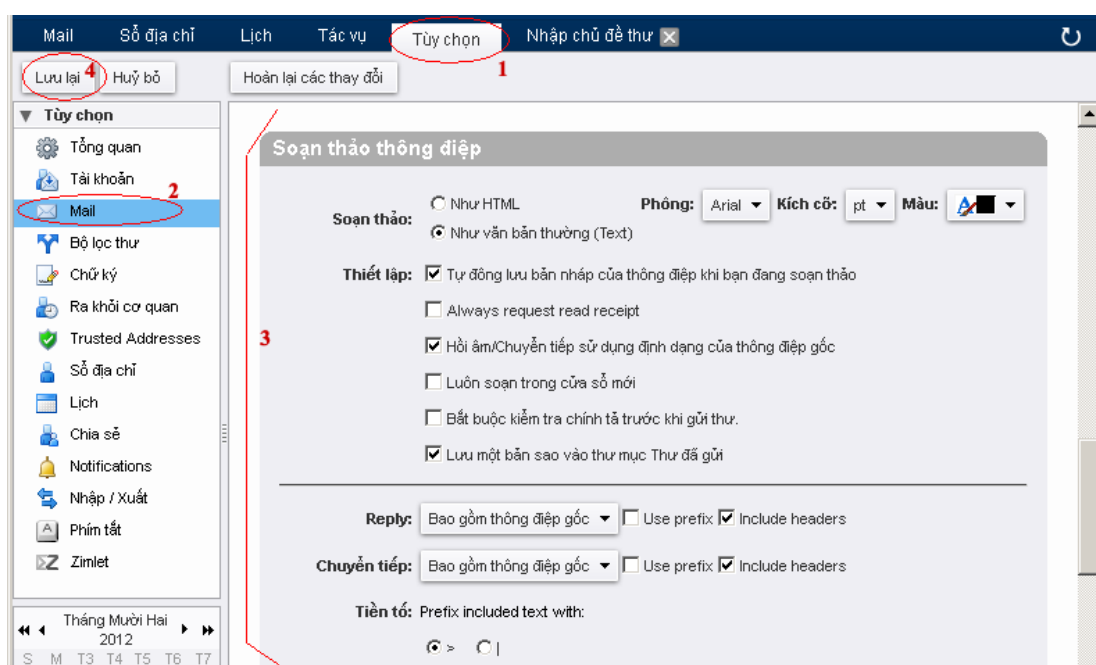 Mail Sổ địa chỉ Lịch Tác vụ Tùy chọn Nhập chủ đề thư
1
Lưu lại 4 Huỷ bỏ Hoàn lại các thay đổi
Tùy chọn
Tổng quan
Tài khoản
2
Mail
Bộ lọc thư
Chữ ký
Ra khỏi cơ quan
Trusted Addresses
Sổ địa chỉ
Lịch
Chia sẻ
Notifications
Nhập / Xuất
Phím tắt
Zimlet
Tháng Mười Hai
2012
S M T3 T4 T5 T6 T7
3
Soạn thảo thông điệp
Soạn thảo: Như HTML Phông: Arial Kích cỡ: pt Màu:
Như văn bản thường (Text)
Thiết lập: Tự động lưu bản nháp của thông điệp khi bạn đang soạn thảo
Always request read receipt
Hồi âm/Chuyển tiếp sử dụng định dạng của thông điệp gốc
Luôn soạn trong cửa sổ mới
Bắt buộc kiểm tra chính tả trước khi gửi thư.
Lưu một bản sao vào thư mục Thư đã gửi
Reply: Bao gồm thông điệp gốc Use prefix Include headers
Chuyển tiếp: Bao gồm thông điệp gốc Use prefix Include headers
Tiền tố: Prefix included text with:
> |